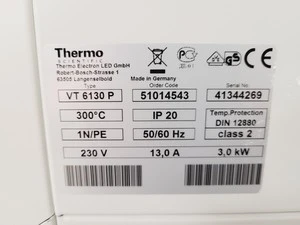 Thermo
SCIENTIFIC
Thermo Electron LED GmbH
Robert-Bosch-Strasse 1
63505 Langenselbold
Made in Germany
Type
Order Code
Serial No.
VT 6130 P
51014543
41344269
300°C
IP 20
Temp.Protection
DIN 12880
1N/PE
50/60 Hz
class 2
230 V
13,0 A
3,0 kW